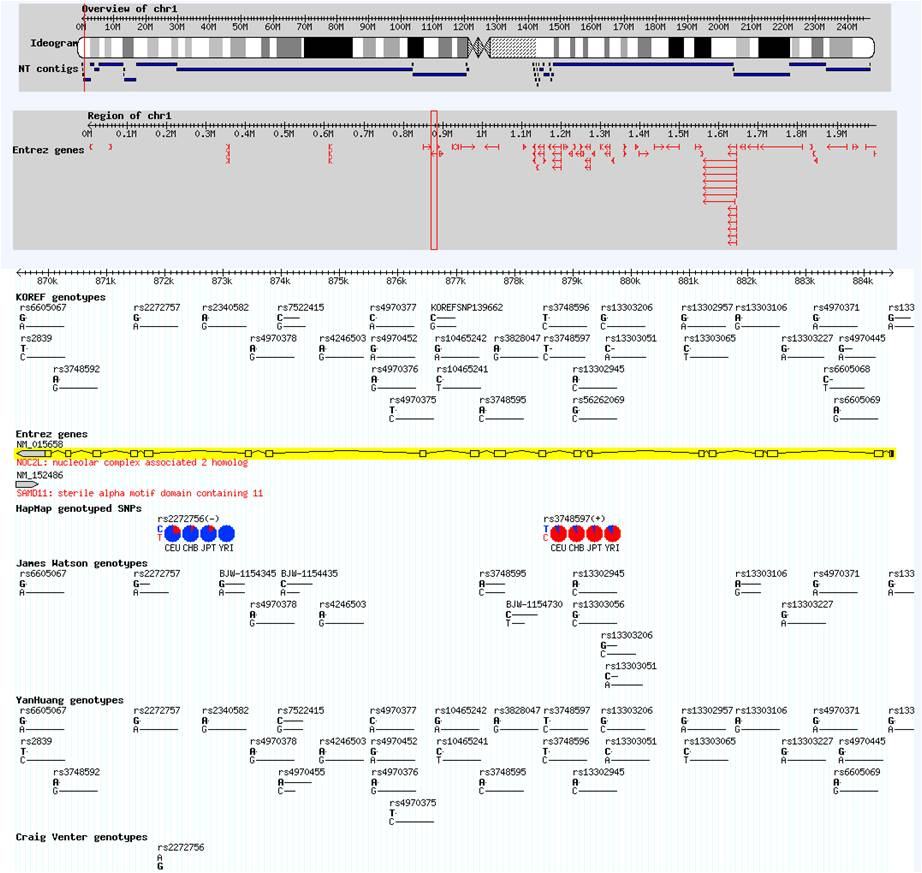 Overview of chr1
0M 10M 20M 30M 40M 50M 60M 70M 80M 90M 100M 110M 120M 130M 140M 150M 160M 170M 180M 190M 200M 210M 220M 230M 240M
Ideogram
NT contigs
Region of chr1
0M 0.1M 0.2M 0.3M 0.4M 0.5M 0.6M 0.7M 0.8M 0.9M 1M 1.1M 1.2M 1.3M 1.4M 1.5M 1.6M 1.7M 1.8M 1.9M
Entrez genes
870k 871k 872k 873k 874k 875k 876k 877k 878k 879k 880k 881k 882k 883k 884k
KOREF genotypes
rs6605067 rs2272757 rs2340582 rs7522415 rs4970377 KOREFSNP139662 rs3748596 rs13303206 rs13302957 rs13303106 rs4970371 rs133
G G A C C C T G G A G G
A A G G A G C C A G A A
rs2839 rs4970378 rs4246503 rs4970452 rs10465242 rs3828047 rs3748597 rs13303051 rs13303065 rs13303227 rs4970445
T A A G G A T C C G G
C G G A A G C A T A A
rs3748592 rs4970376 rs10465241 rs13302945 rs6605068
A A C A C
G G T C T
rs4970375 rs3748595 rs56262069 rs6605069
T A G A
C C C G
Entrez genes
NM_015658
NOC2L: nucleolar complex associated 2 homolog
NM_152486
SAMD11: sterile alpha motif domain containing 11
HapMap genotyped SNPs
rs2272756(-) rs3748597(+)
C T
T C
CEU CHB JPT YRI CEU CHB JPT YRI
James Watson genotypes
rs6605067 rs2272757 BJW-1154345 BJW-1154435 rs3748595 rs13302945 rs13303106 rs4970371 rs133
G G G C A A A G G
A A A T C C G A A
rs4970378 rs4246503 BJW-1154730 rs13303056 rs13303227
A A C G G
G G T C A
rs13303206
G
C
rs13303051
C
A
YanHuang genotypes
rs6605067 rs2272757 rs2340582 rs7522415 rs4970377 rs10465242 rs3828047 rs3748597 rs13303206 rs13302957 rs13303106 rs4970371 rs133
G G A C C G A T G G A G G
A A G G A A G C C A G A A
rs2839 rs4970378 rs4246503 rs4970452 rs10465241 rs3748596 rs13303051 rs13303065 rs13303227 rs4970445
T A A G C T C C G G
C G G A T C A T A A
rs3748592 rs4970455 rs4970376 rs3748595 rs13302945 rs6605069
A A A A A A
G C G C C G
rs4970375
T
C
Craig Venter genotypes
rs2272756
A
G